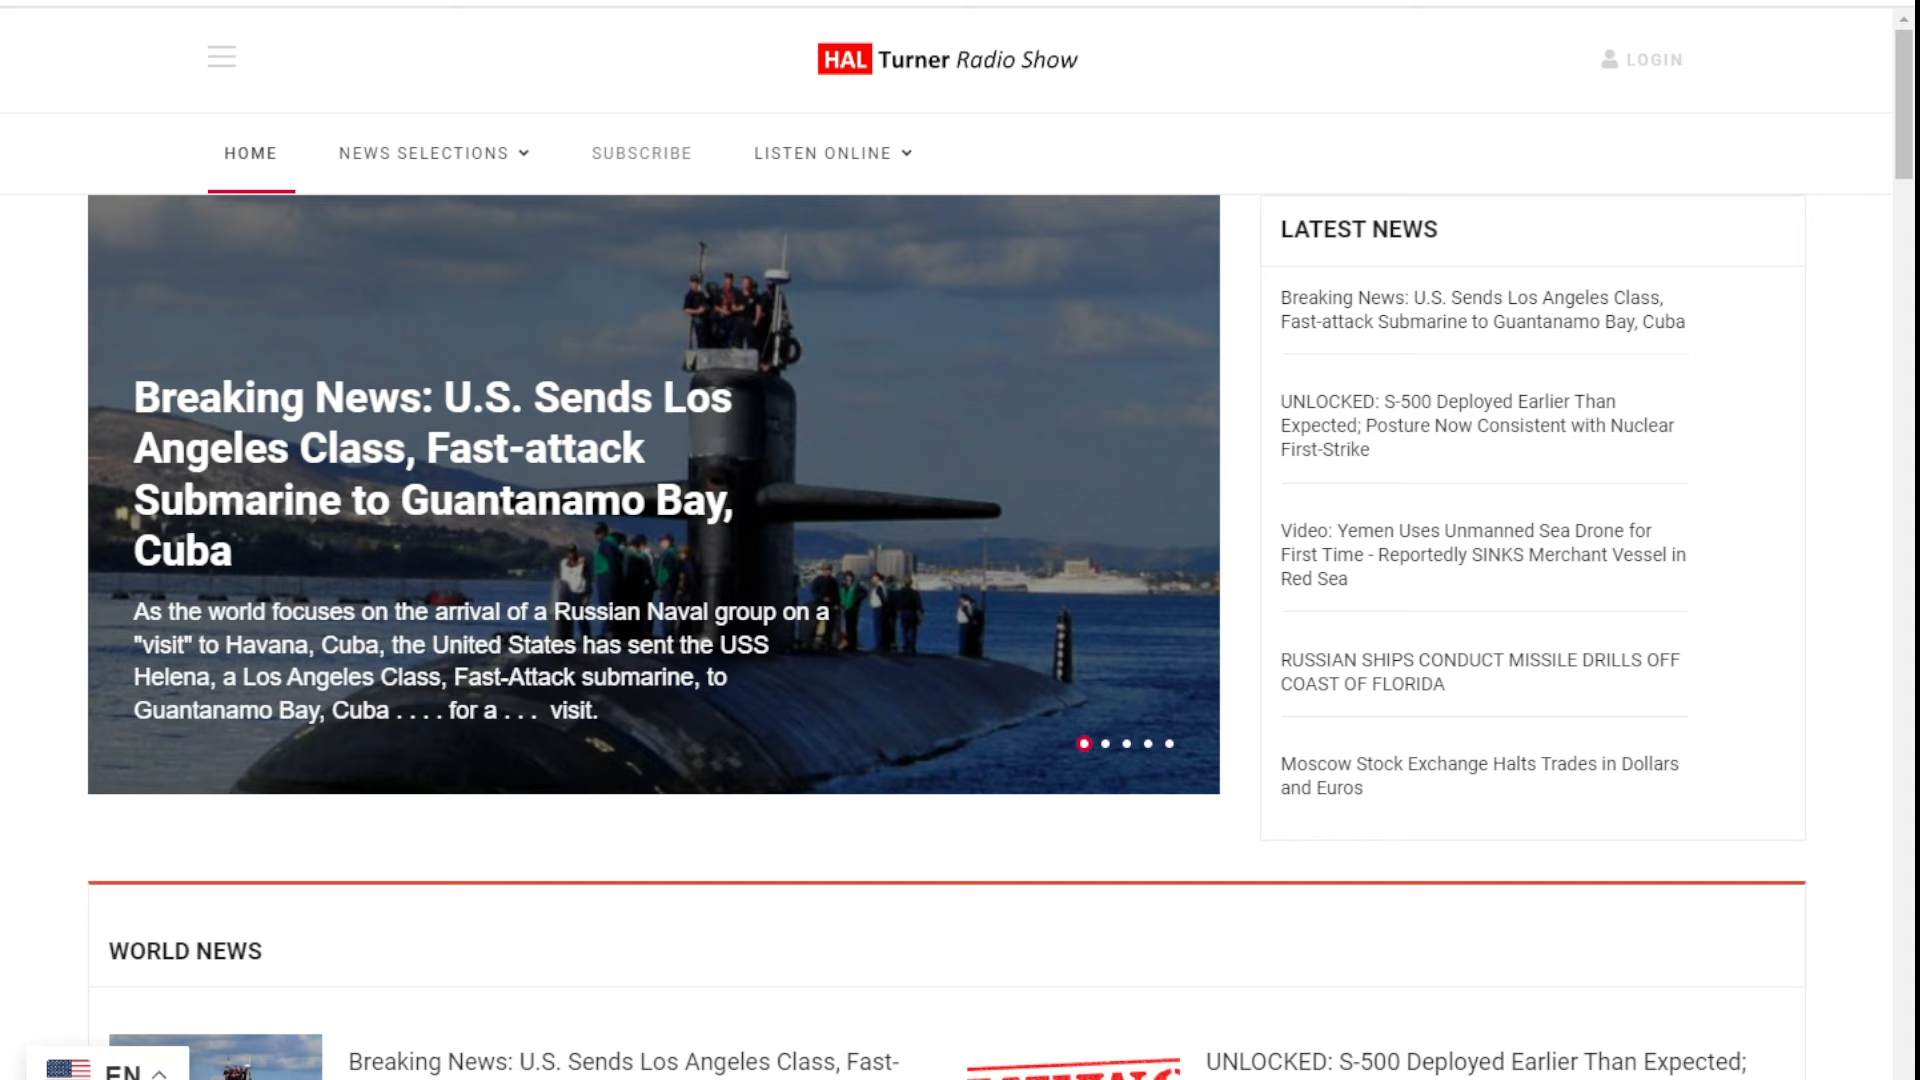 HAL Turner Radio Show
LOGIN
HOME
NEWS SELECTIONS
SUBSCRIBE
LISTEN ONLINE
Breaking News: U.S. Sends Los
Angeles Class, Fast-attack
Submarine to Guantanamo Bay,
Cuba
As the world focuses on the arrival of a Russian Naval group on a
"visit" to Havana, Cuba, the United States has sent the USS
Helena, a Los Angeles Class, Fast-Attack submarine, to
Guantanamo Bay, Cuba . . . . for a . . .  visit.
LATEST NEWS
Breaking News: U.S. Sends Los Angeles Class,
Fast-attack Submarine to Guantanamo Bay, Cuba
UNLOCKED: S-500 Deployed Earlier Than
Expected; Posture Now Consistent with Nuclear
First-Strike
Video: Yemen Uses Unmanned Sea Drone for
First Time - Reportedly SINKS Merchant Vessel in
Red Sea
RUSSIAN SHIPS CONDUCT MISSILE DRILLS OFF
COAST OF FLORIDA
Moscow Stock Exchange Halts Trades in Dollars
and Euros
WORLD NEWS
EN
Breaking News: U.S. Sends Los Angeles Class, Fast-
UNLOCKED: S-500 Deployed Earlier Than Expected;